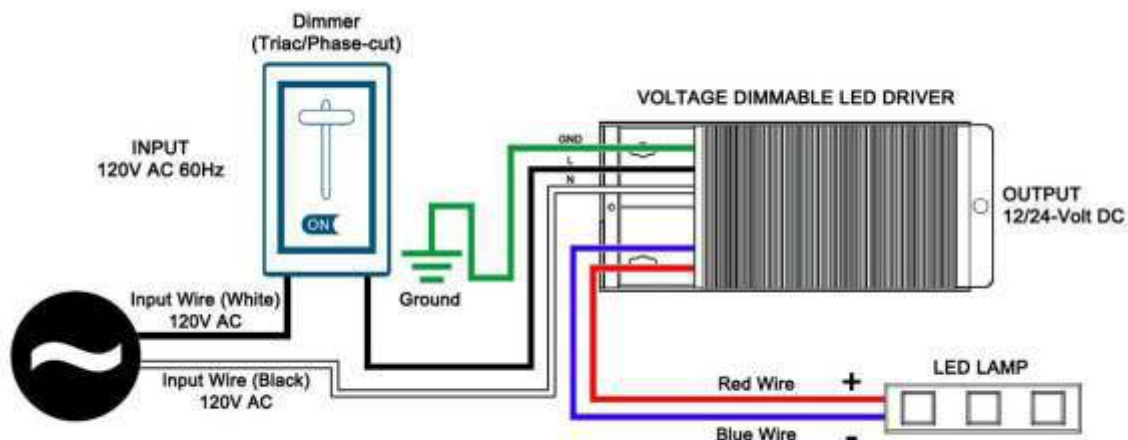 Dimmer
(Triac/Phase-cut)
VOLTAGE DIMMABLE LED DRIVER
INPUT
120V AC 60Hz
GND
L
N
ON
OUTPUT
12/24-Volt DC
Ground
Input Wire (White)
120V AC
Input Wire (Black)
120V AC
LED LAMP
Red Wire +
Blue Wire -